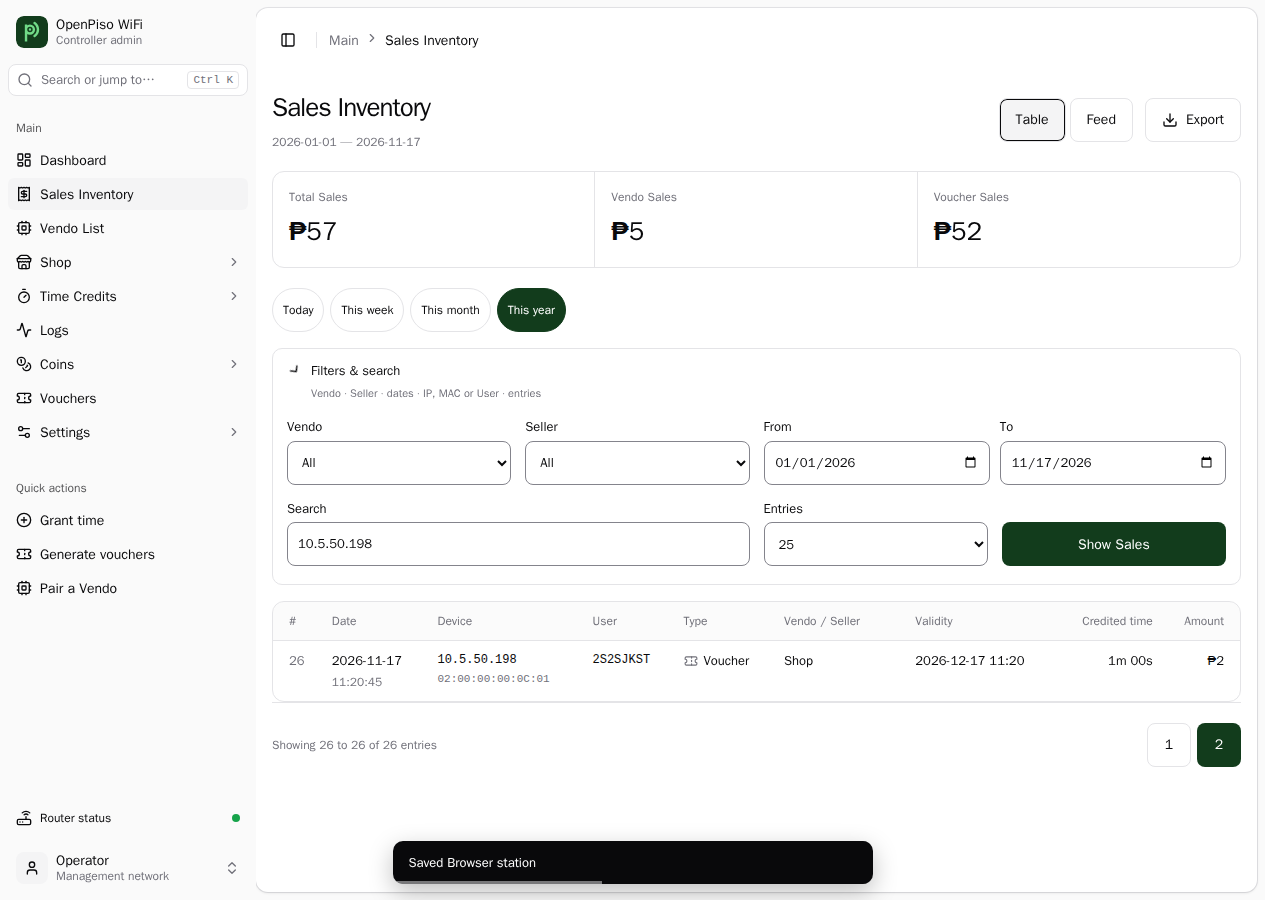 OpenPiso WiFi
Controller admin
Search or jump to··· Ctrl K
Main
Dashboard
Sales Inventory
Vendo List
Shop
Time Credits
Logs
Coins
Vouchers
Settings
Quick actions
Grant time
Generate vouchers
Pair a Vendo
Router status
Operator
Management network
Main Sales Inventory
Sales Inventory
2026-01-01 — 2026-11-17
Table Feed Export
Total Sales Vendo Sales Voucher Sales
₱57 ₱5 ₱52
Today This week This month This year
Filters & search
Vendo · Seller · dates · IP, MAC or User · entries
Vendo Seller From To
All All 01/01/2026 11/17/2026
Search Entries
10.5.50.198 25 Show Sales
# Date Device User Type Vendo / Seller Validity Credited time Amount
26 2026-11-17 10.5.50.198 2S2SJKST Voucher Shop 2026-12-17 11:20 1m 00s ₱2
11:20:45 02:00:00:00:0C:01
Showing 26 to 26 of 26 entries 1 2
Saved Browser station